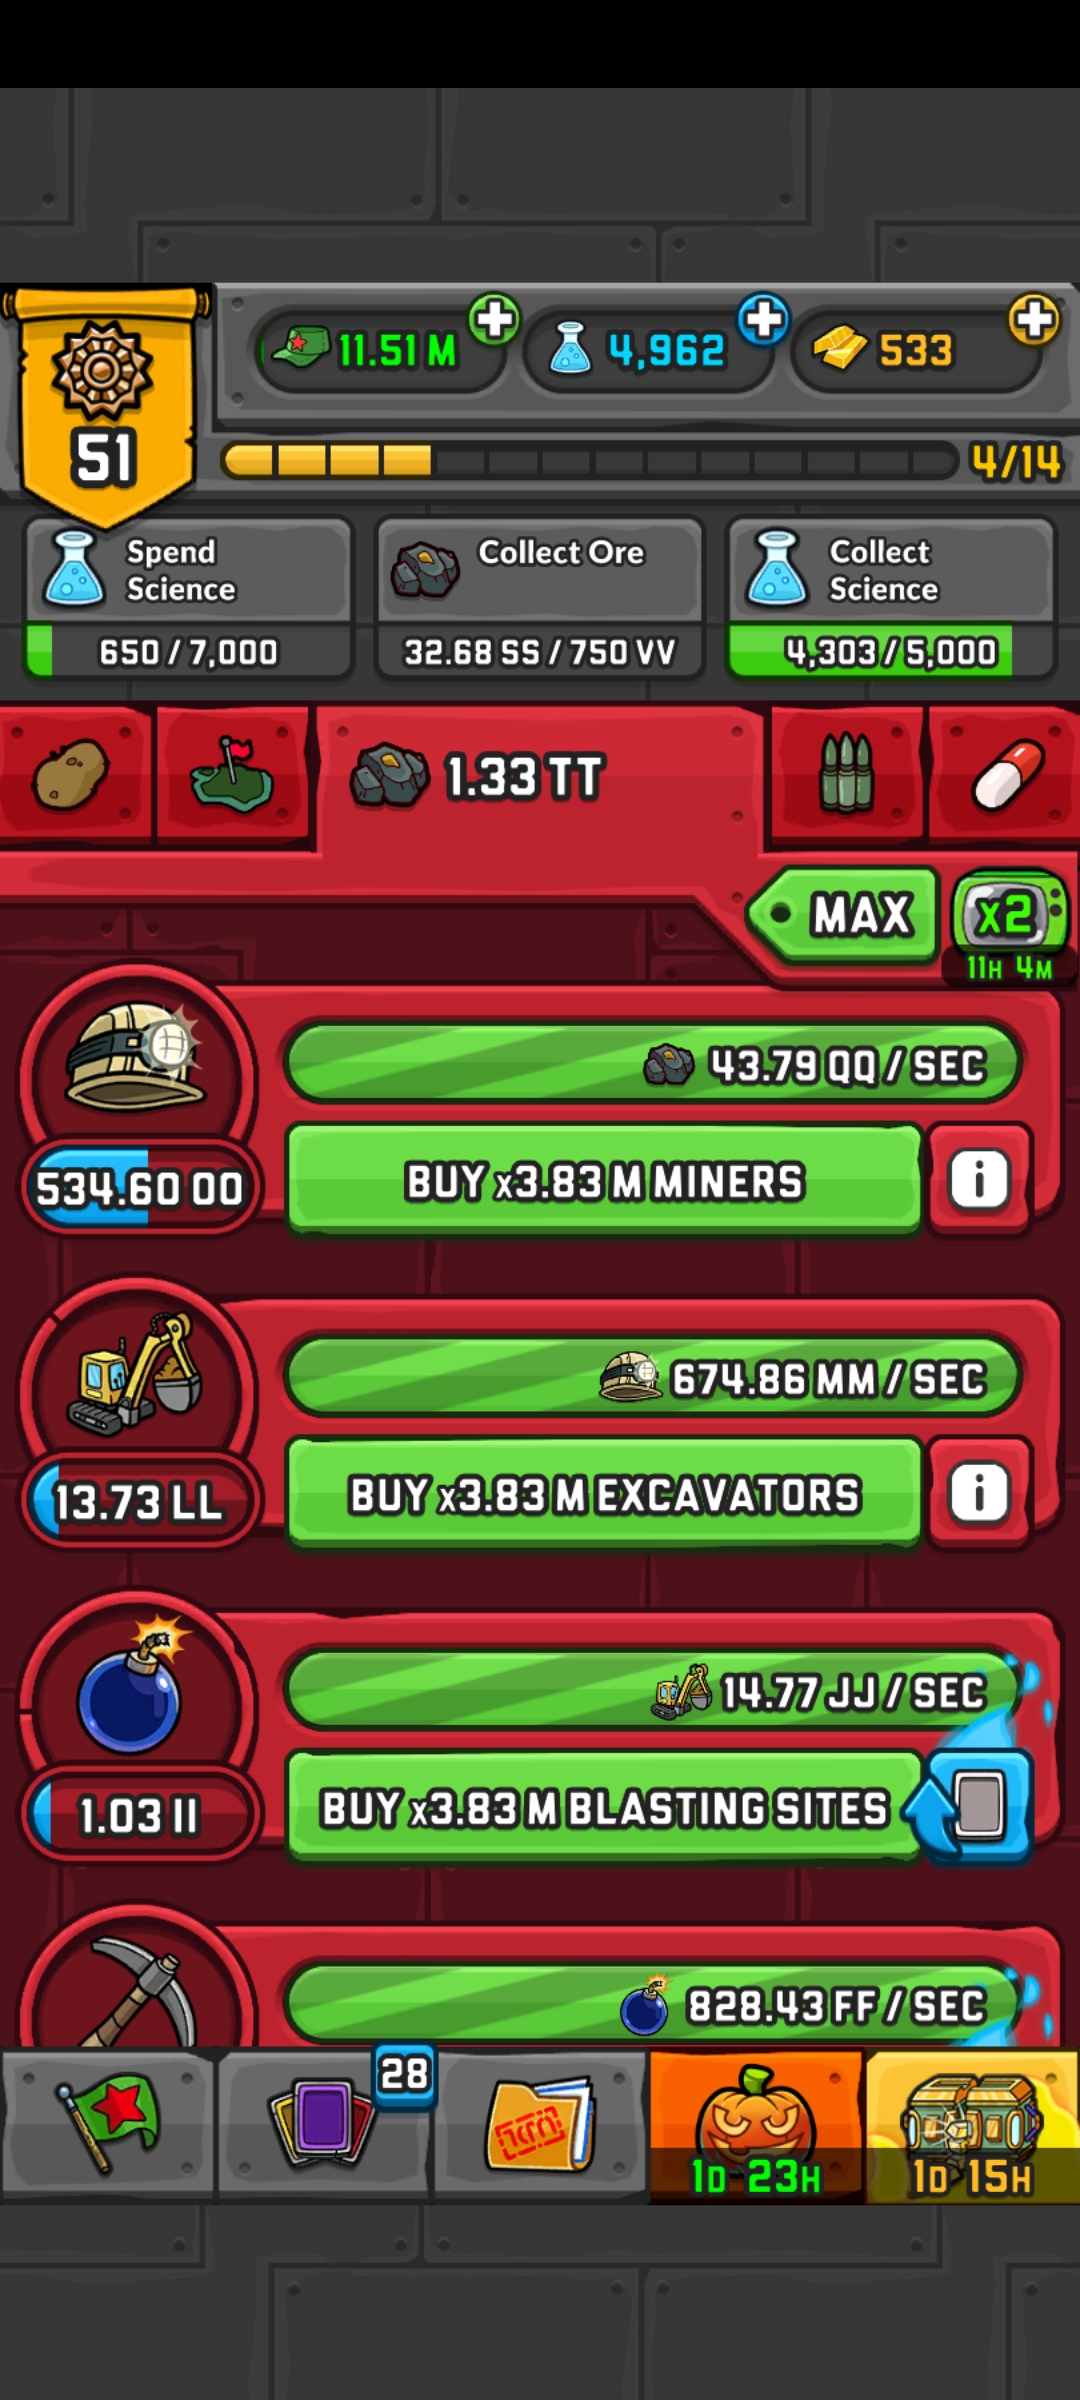 11.51 M
4,962
533
51
4/14
Spend
Science
650 / 7,000
Collect Ore
32.68 SS / 750 VV
Collect
Science
4,303 / 5,000
1.33 TT
MAX
x2
11H 4M
43.79 QQ / SEC
534.60 OO
BUY x3.83 M MINERS
i
674.86 MM / SEC
13.73 LL
BUY x3.83 M EXCAVATORS
i
14.77 JJ / SEC
1.03 II
BUY x3.83 M BLASTING SITES
828.43 FF / SEC
28
1D 23H
1D 15H